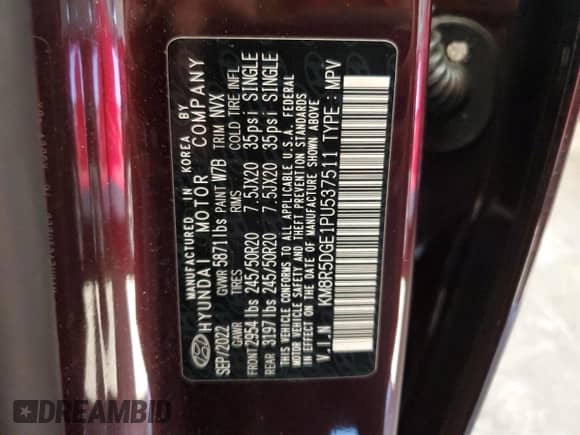 MANUFACTURED IN KOREA BY
HYUNDAI MOTOR COMPANY
SEP/2022 GVWR 5871 lbs PAINT W7B TRIM NVX
GAWR TIRES RIMS COLD TIRE INFL
FRONT 2954 lbs 245/50R20 7.5JX20 35psi SINGLE
REAR 3197 lbs 245/50R20 7.5JX20 35psi SINGLE
THIS VEHICLE CONFORMS TO ALL APPLICABLE U.S.A. FEDERAL
MOTOR VEHICLE SAFETY AND THEFT PREVENTION STANDARDS
IN EFFECT ON THE DATE OF MANUFACTURE SHOWN ABOVE.
V.I.N KM8R5DGE1PU537511 TYPE : MPV
DREAMBID